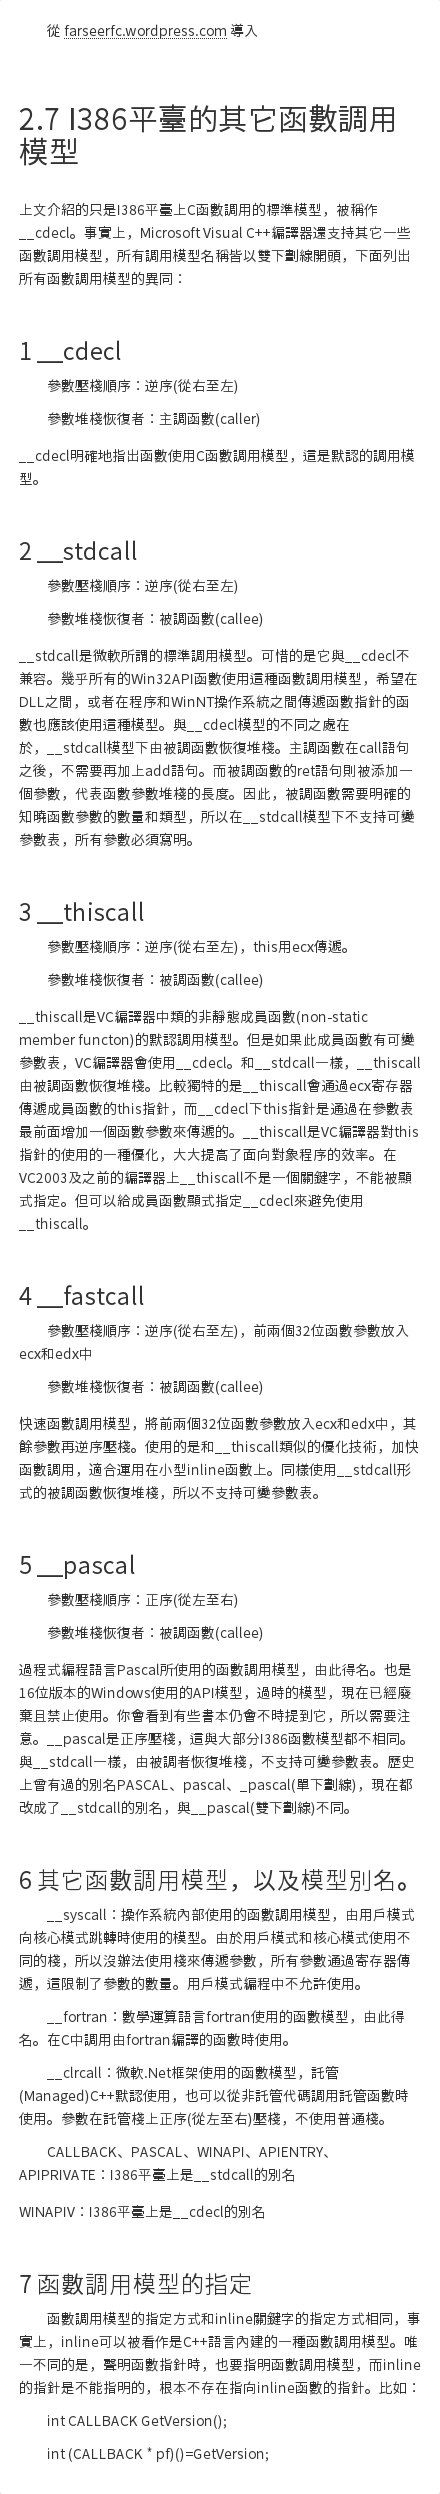 從 farseerfc.wordpress.com 導入
2.7 I386平臺的其它函數調用
模型
上文介紹的只是I386平臺上C函數調用的標準模型，被稱作
__cdecl。事實上，Microsoft Visual C++編譯器還支持其它一些
函數調用模型，所有調用模型名稱皆以雙下劃線開頭，下面列出
所有函數調用模型的異同：
1 __cdecl
參數壓棧順序：逆序(從右至左)
參數堆棧恢復者：主調函數(caller)
__cdecl明確地指出函數使用C函數調用模型，這是默認的調用模
型。
2 __stdcall
參數壓棧順序：逆序(從右至左)
參數堆棧恢復者：被調函數(callee)
__stdcall是微軟所謂的標準調用模型。可惜的是它與__cdecl不
兼容。幾乎所有的Win32API函數使用這種函數調用模型，希望在
DLL之間，或者在程序和WinNT操作系統之間傳遞函數指針的函
數也應該使用這種模型。與__cdecl模型的不同之處在
於，__stdcall模型下由被調函數恢復堆棧。主調函數在call語句
之後，不需要再加上add語句。而被調函數的ret語句則被添加一
個參數，代表函數參數堆棧的長度。因此，被調函數需要明確的
知曉函數參數的數量和類型，所以在__stdcall模型下不支持可變
參數表，所有參數必須寫明。
3 __thiscall
參數壓棧順序：逆序(從右至左)，this用ecx傳遞。
參數堆棧恢復者：被調函數(callee)
__thiscall是VC編譯器中類的非靜態成員函數(non-static
member functon)的默認調用模型。但是如果此成員函數有可變
參數表，VC編譯器會使用__cdecl。和__stdcall一樣，__thiscall
由被調函數恢復堆棧。比較獨特的是__thiscall會通過ecx寄存器
傳遞成員函數的this指針，而__cdecl下this指針是通過在參數表
最前面增加一個函數參數來傳遞的。__thiscall是VC編譯器對this
指針的使用的一種優化，大大提高了面向對象程序的效率。在
VC2003及之前的編譯器上__thiscall不是一個關鍵字，不能被顯
式指定。但可以給成員函數顯式指定__cdecl來避免使用
__thiscall。
4 __fastcall
參數壓棧順序：逆序(從右至左)，前兩個32位函數參數放入
ecx和edx中
參數堆棧恢復者：被調函數(callee)
快速函數調用模型，將前兩個32位函數參數放入ecx和edx中，其
餘參數再逆序壓棧。使用的是和__thiscall類似的優化技術，加快
函數調用，適合運用在小型inline函數上。同樣使用__stdcall形
式的被調函數恢復堆棧，所以不支持可變參數表。
5 __pascal
參數壓棧順序：正序(從左至右)
參數堆棧恢復者：被調函數(callee)
過程式編程語言Pascal所使用的函數調用模型，由此得名。也是
16位版本的Windows使用的API模型，過時的模型，現在已經廢
棄且禁止使用。你會看到有些書本仍會不時提到它，所以需要注
意。__pascal是正序壓棧，這與大部分I386函數模型都不相同。
與__stdcall一樣，由被調者恢復堆棧，不支持可變參數表。歷史
上曾有過的別名PASCAL、pascal、_pascal(單下劃線)，現在都
改成了__stdcall的別名，與__pascal(雙下劃線)不同。
6 其它函數調用模型，以及模型別名。
__syscall：操作系統內部使用的函數調用模型，由用戶模式
向核心模式跳轉時使用的模型。由於用戶模式和核心模式使用不
同的棧，所以沒辦法使用棧來傳遞參數，所有參數通過寄存器傳
遞，這限制了參數的數量。用戶模式編程中不允許使用。
__fortran：數學運算語言fortran使用的函數模型，由此得
名。在C中調用由fortran編譯的函數時使用。
__clrcall：微軟.Net框架使用的函數模型，託管
(Managed)C++默認使用，也可以從非託管代碼調用託管函數時
使用。參數在託管棧上正序(從左至右)壓棧，不使用普通棧。
CALLBACK、PASCAL、WINAPI、APIENTRY、
APIPRIVATE：I386平臺上是__stdcall的別名
WINAPIV：I386平臺上是__cdecl的別名
7 函數調用模型的指定
函數調用模型的指定方式和inline關鍵字的指定方式相同，事
實上，inline可以被看作是C++語言內建的一種函數調用模型。唯
一不同的是，聲明函數指針時，也要指明函數調用模型，而inline
的指針是不能指明的，根本不存在指向inline函數的指針。比如：
int CALLBACK GetVersion();
int (CALLBACK * pf)()=GetVersion;